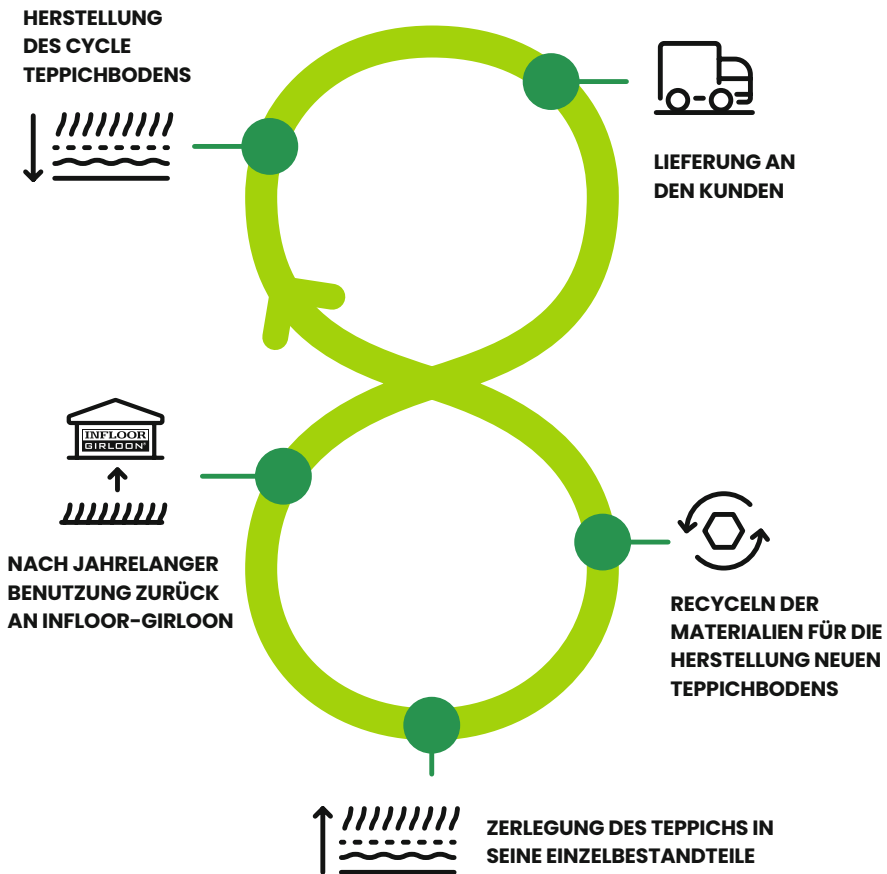 HERSTELLUNG
DES CYCLE
TEPPICHBODENS
LIEFERUNG AN
DEN KUNDEN
INFLOOR
GIRLOON®
NACH JAHRELANGER
BENUTZUNG ZURÜCK
AN INFLOOR-GIRLOON
RECYCELN DER
MATERIALIEN FÜR DIE
HERSTELLUNG NEUEN
TEPPICHBODENS
ZERLEGUNG DES TEPPICHS IN
SEINE EINZELBESTANDTEILE